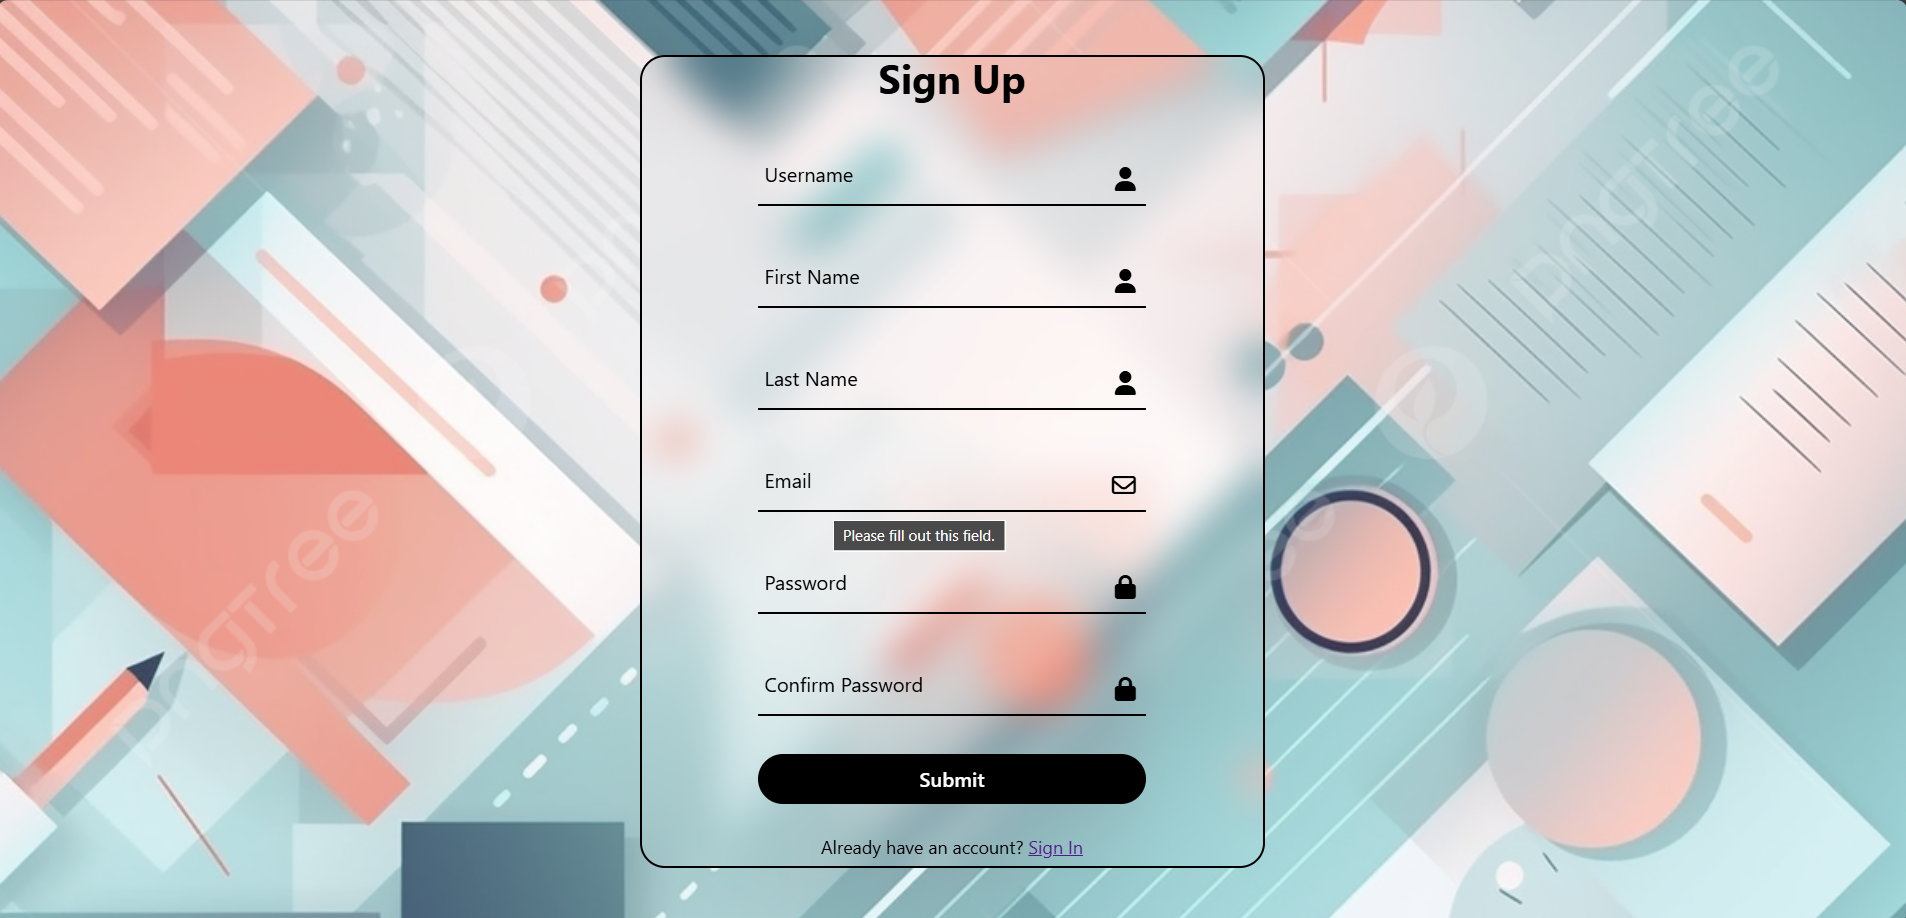 Sign Up
Username
First Name
Last Name
Email
Please fill out this field.
Password
Confirm Password
Submit
Already have an account? Sign In
pngtree
pngtree